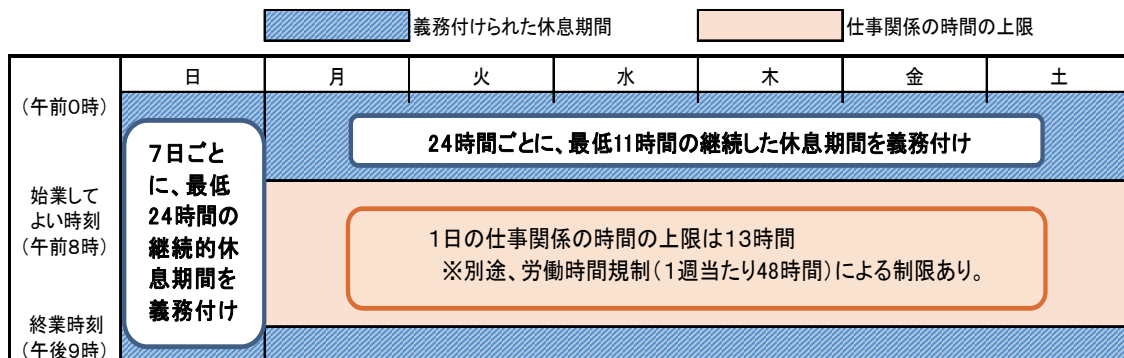 義務付けられた休息期間
仕事関係の時間の上限
日 月 火 水 木 金 土
(午前0時)
24時間ごとに、最低11時間の継続した休息期間を義務付け
7日ごと
に、最低
24時間の
継続的休
息期間を
義務付け
始業して
よい時刻
(午前8時)
1日の仕事関係の時間の上限は13時間
※別途、労働時間規制(1週当たり48時間)による制限あり。
終業時刻
(午後9時)